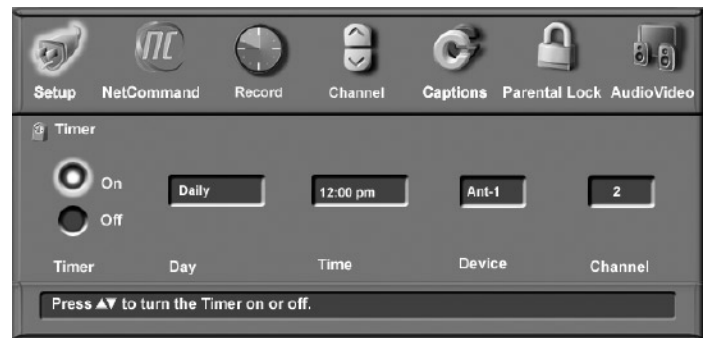 NC
Setup NetCommand Record Channel Captions Parental Lock AudioVideo
Timer
On Daily 12:00 pm Ant-1 2
Off
Timer Day Time Device Channel
Press ▲▼ to turn the Timer on or off.